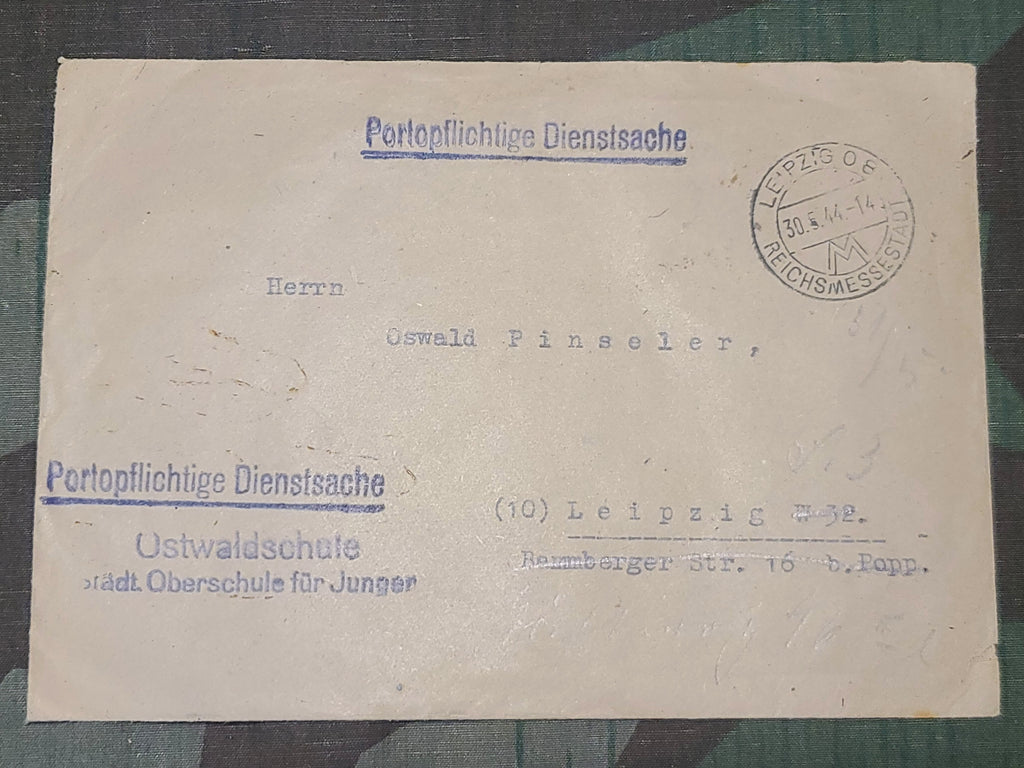 Portopflichtige Dienstsache
LEIPZIG O 8
30.5.44.-14
M
REICHSMESSESTADT
Herrn
Oswald Pinseler,
Portopflichtige Dienstsache
(10) Leipzig W 32.
Ostwaldschule
Städt. Oberschule für Jungen
Str. 16 b. Popp.